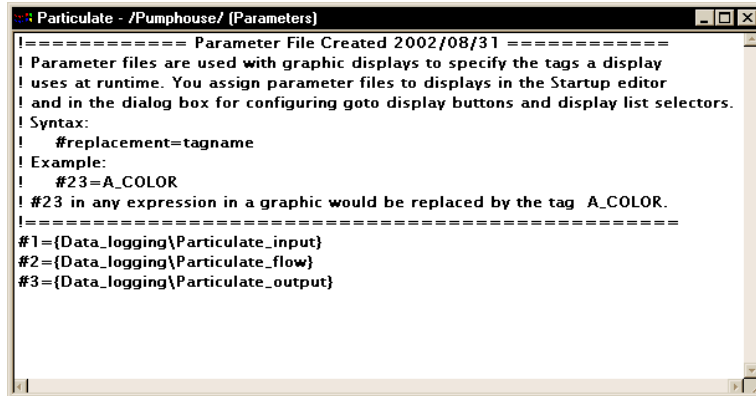 Particulate - /Pumphouse/ (Parameters)
!============ Parameter File Created 2002/08/31 ============
! Parameter files are used with graphic displays to specify the tags a display
! uses at runtime. You assign parameter files to displays in the Startup editor
! and in the dialog box for configuring goto display buttons and display list selectors.
! Syntax:
!    #replacement=tagname
! Example:
!    #23=A_COLOR
! #23 in any expression in a graphic would be replaced by the tag  A_COLOR.
!================================================
#1={Data_logging\Particulate_input}
#2={Data_logging\Particulate_flow}
#3={Data_logging\Particulate_output}